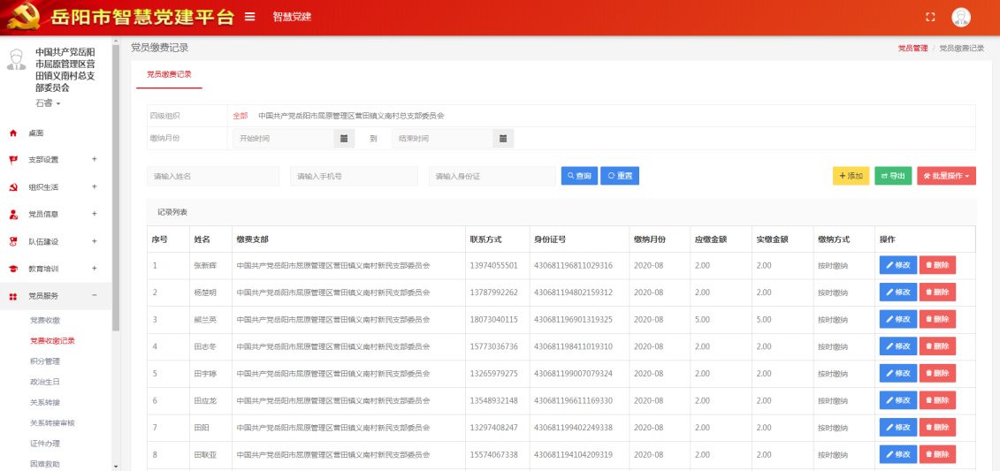 岳阳市智慧党建平台 智慧党建
中国共产党岳阳
市屈原管理区营
田镇义南村总支
部委员会
石睿
桌面
支部设置 +
组织生活 +
党员信息 +
队伍建设 +
教育培训 +
党员服务 −
党费收缴
党费收缴记录
积分管理
政治生日
关系转接
关系转接审核
证件办理
困难救助
党员缴费记录 党员管理 / 党员缴费记录
党员缴费记录
四级组织 全部 中国共产党岳阳市屈原管理区营田镇义南村总支部委员会
缴纳月份 开始时间 到 结束时间
请输入姓名 请输入手机号 请输入身份证 查询 重置 +添加 导出 批量操作
记录列表
序号 姓名 缴费支部 联系方式 身份证号 缴纳月份 应缴金额 实缴金额 缴纳方式 操作
1 张新辉 中国共产党岳阳市屈原管理区营田镇义南村新民支部委员会 13974055501 430681196811029316 2020-08 2.00 2.00 按时缴纳 修改 删除
2 杨楚明 中国共产党岳阳市屈原管理区营田镇义南村新民支部委员会 13787992262 430681194802159312 2020-08 2.00 2.00 按时缴纳 修改 删除
3 熊兰英 中国共产党岳阳市屈原管理区营田镇义南村新民支部委员会 18073040115 430681196901319325 2020-08 5.00 5.00 按时缴纳 修改 删除
4 田志冬 中国共产党岳阳市屈原管理区营田镇义南村新民支部委员会 15773036736 430681198411019310 2020-08 2.00 2.00 按时缴纳 修改 删除
5 田宇婷 中国共产党岳阳市屈原管理区营田镇义南村新民支部委员会 13265979275 430681199007079324 2020-08 2.00 2.00 按时缴纳 修改 删除
6 田应龙 中国共产党岳阳市屈原管理区营田镇义南村新民支部委员会 13548932148 430681196611169330 2020-08 2.00 2.00 按时缴纳 修改 删除
7 田阳 中国共产党岳阳市屈原管理区营田镇义南村新民支部委员会 13297408247 430681199402249338 2020-08 2.00 2.00 按时缴纳 修改 删除
8 田联亚 中国共产党岳阳市屈原管理区营田镇义南村新民支部委员会 15574067338 430681194104209319 2020-08 2.00 2.00 按时缴纳 修改 删除